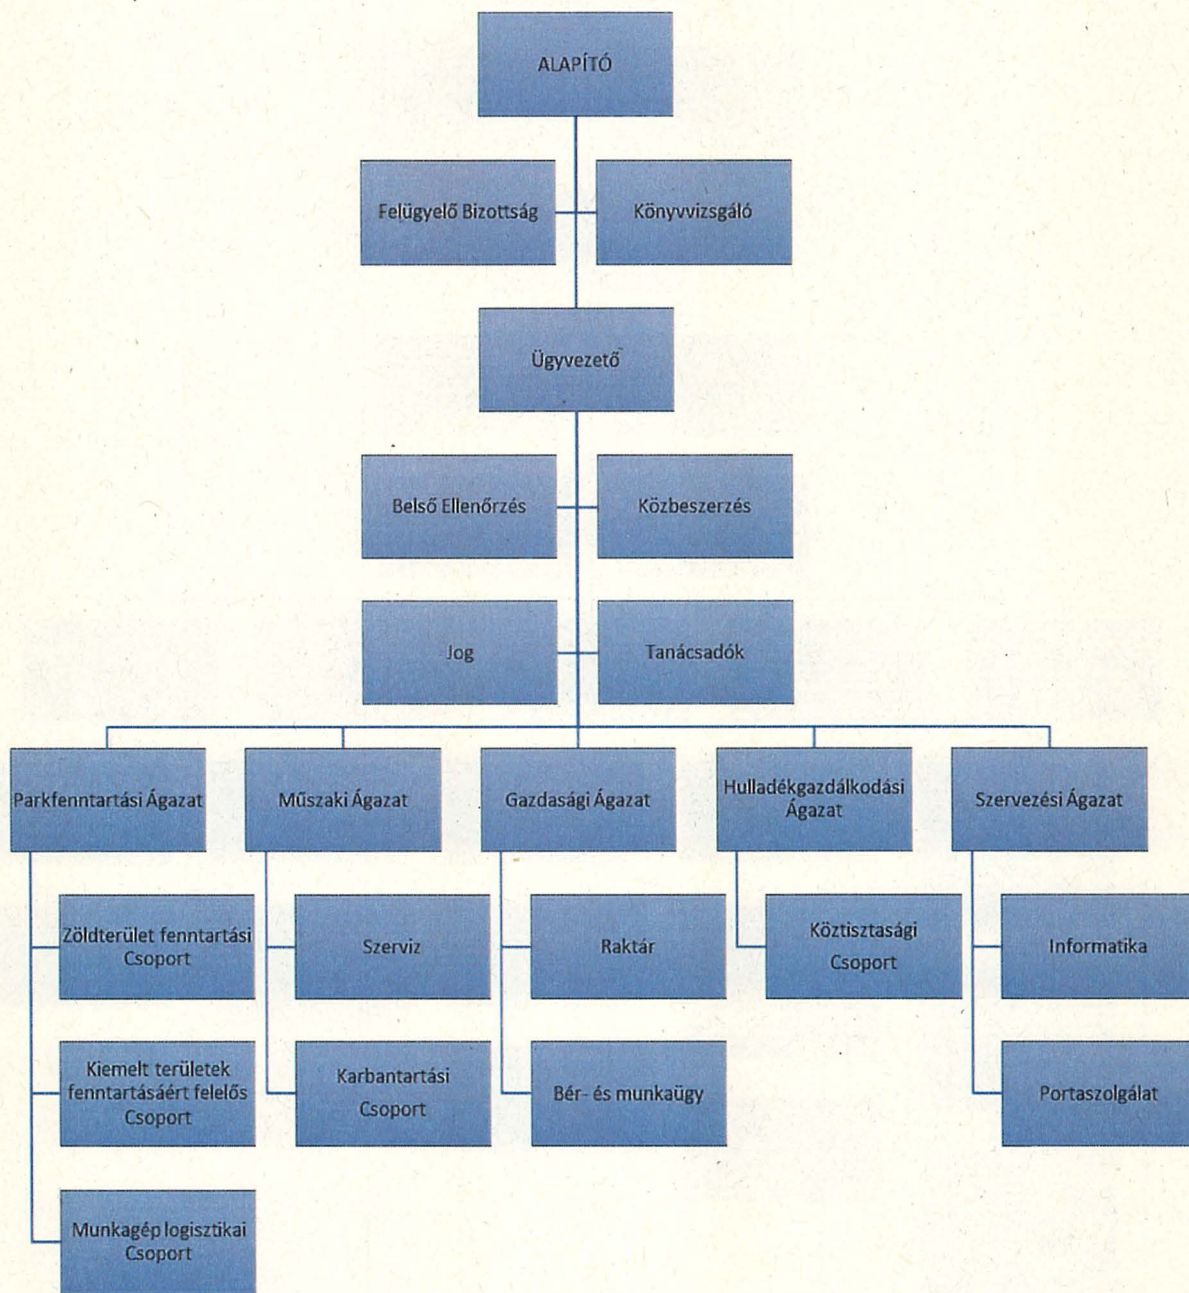 ALAPÍTÓ
Felügyelő Bizottság
Könyvvizsgáló
Ügyvezető
Belső Ellenőrzés
Közbeszerzés
Jog
Tanácsadók
Parkfenntartási Ágazat
Műszaki Ágazat
Gazdasági Ágazat
Hulladékgazdálkodási
Ágazat
Szervezési Ágazat
Zöldterület fenntartási
Csoport
Szerviz
Raktár
Köztisztasági
Csoport
Informatika
Kiemelt területek
fenntartásáért felelős
Csoport
Karbantartási
Csoport
Bér- és munkaügy
Portaszolgálat
Munkagép logisztikai
Csoport